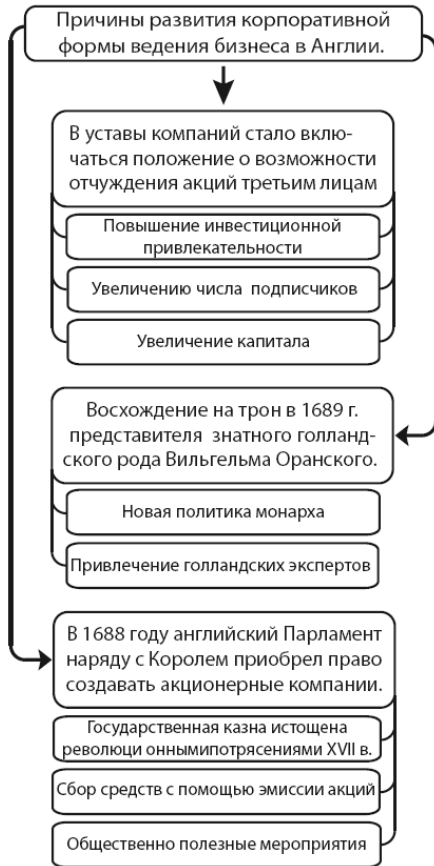 Причины развития корпоративной
формы ведения бизнеса в Англии.
В уставы компаний стало вклю-
чаться положение о возможности
отчуждения акций третьим лицам
Повышение инвестиционной
привлекательности
Увеличению числа подписчиков
Увеличение капитала
Восхождение на трон в 1689 г.
представителя знатного голланд-
ского рода Вильгельма Оранского.
Новая политика монарха
Привлечение голландских экспертов
В 1688 году английский Парламент
наряду с Королем приобрел право
создавать акционерные компании.
Государственная казна истощена
революци оннымипотрясениями XVII в.
Сбор средств с помощью эмиссии акций
Общественно полезные мероприятия